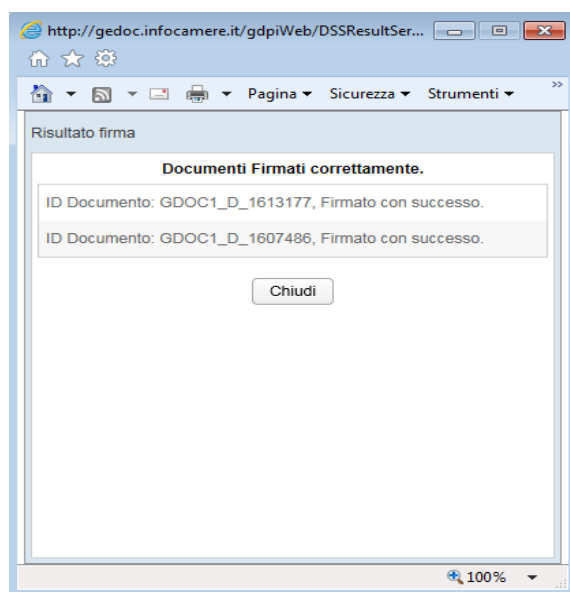 http://gedoc.infocamere.it/gdpiWeb/DSSResultSer...
Pagina Sicurezza Strumenti »
Risultato firma
Documenti Firmati correttamente.
ID Documento: GDOC1_D_1613177, Firmato con successo.
ID Documento: GDOC1_D_1607486, Firmato con successo.
Chiudi
100%